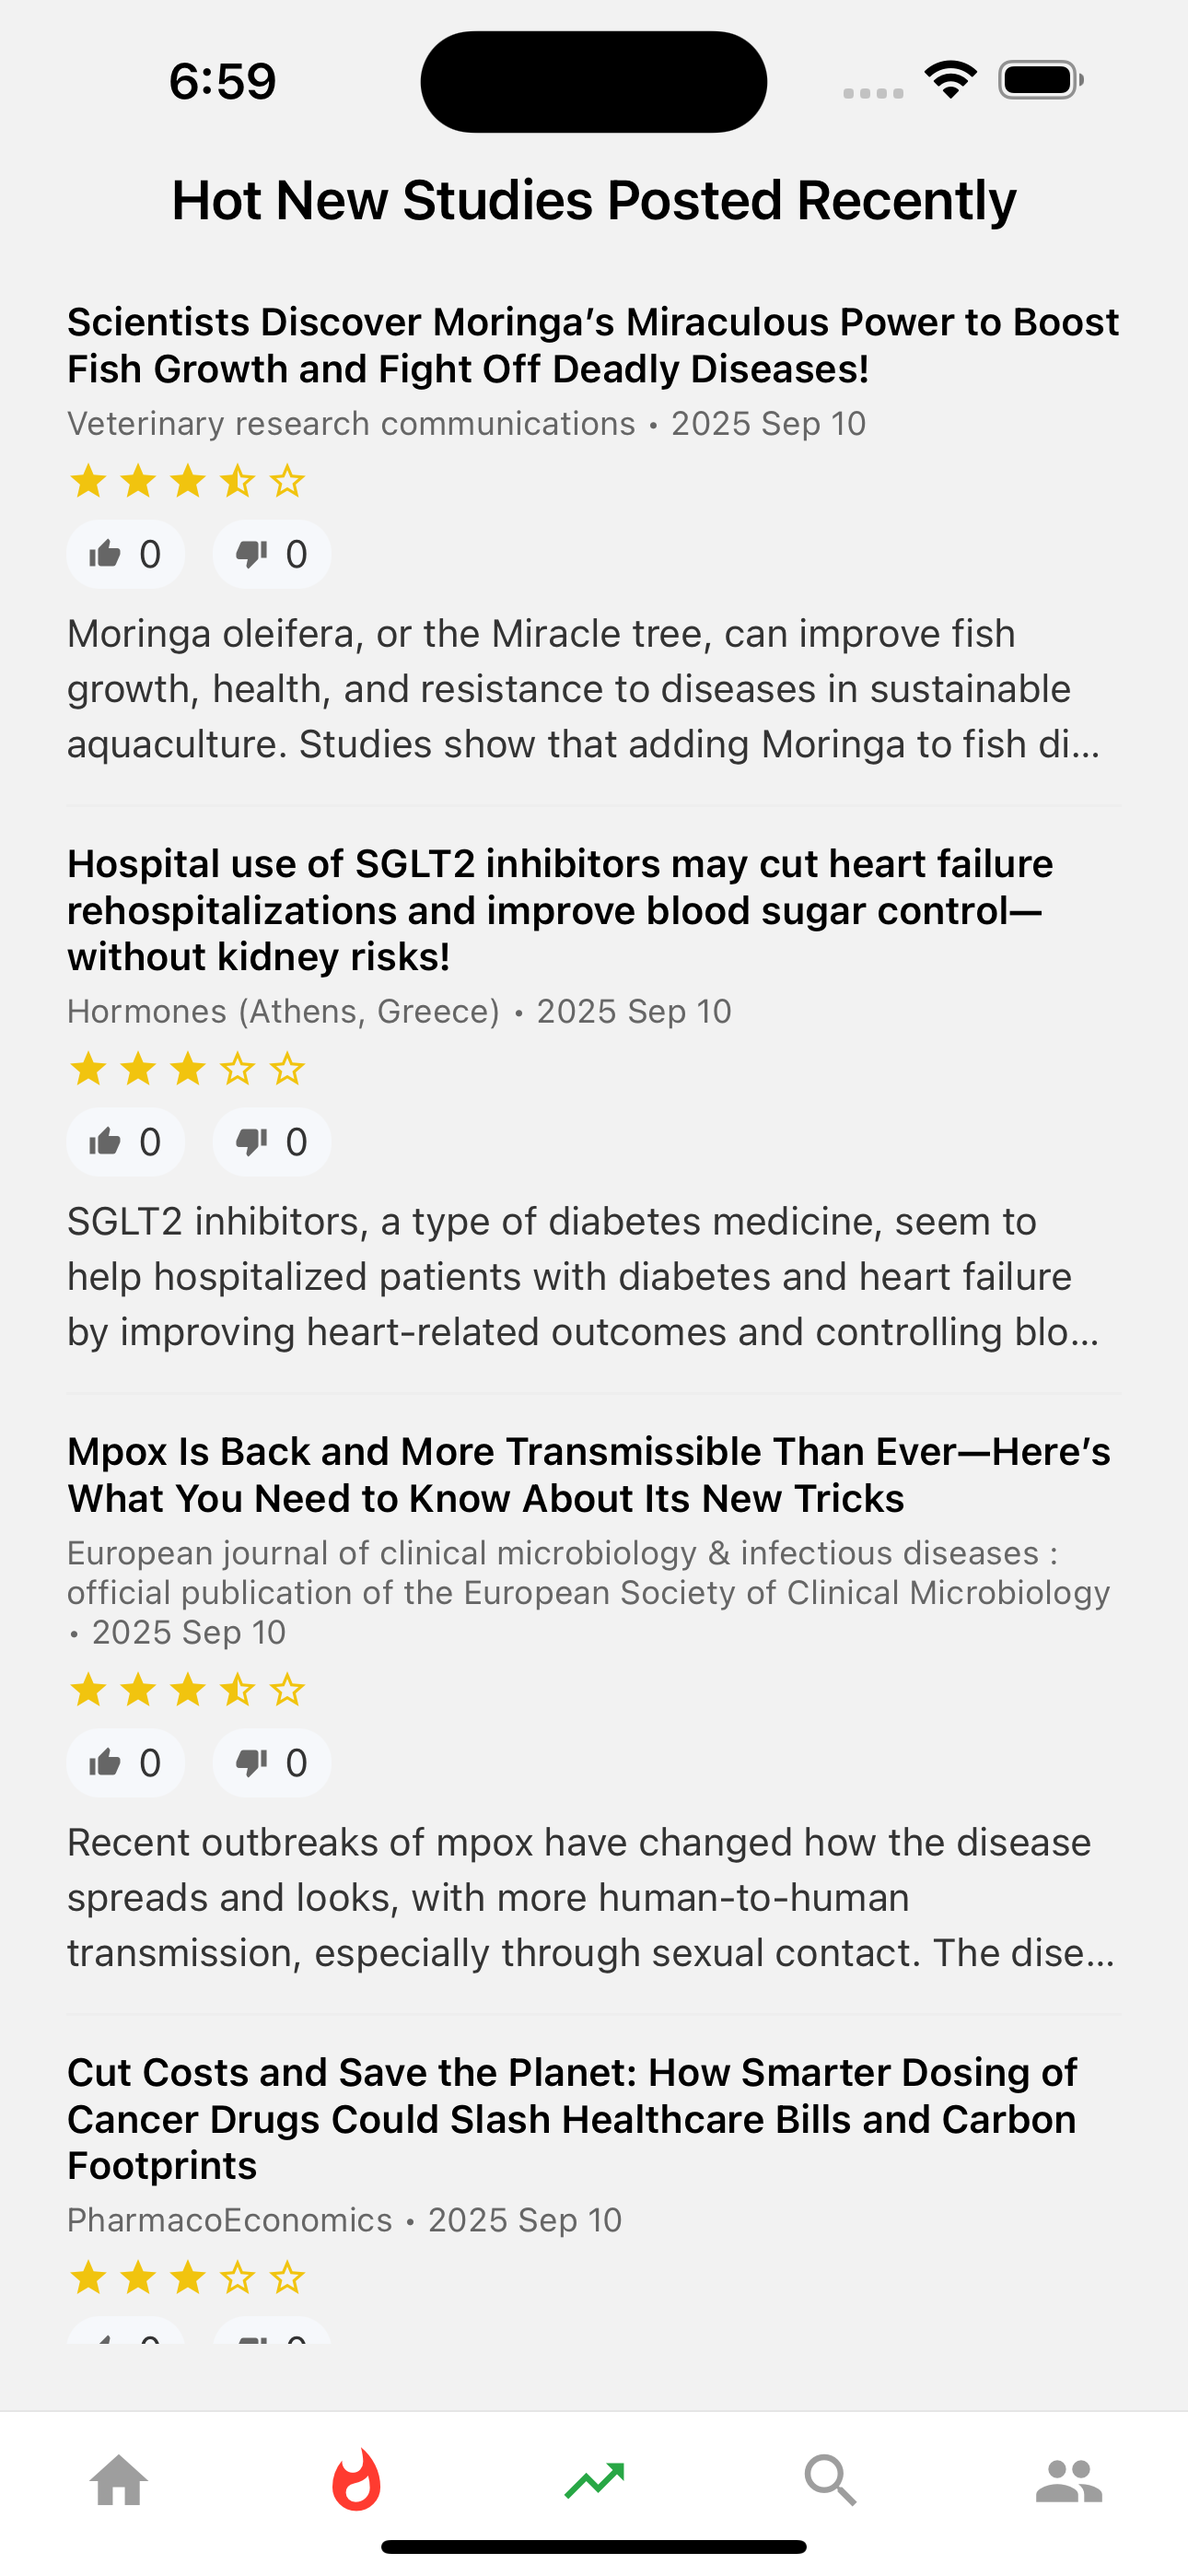 6:59
Hot New Studies Posted Recently
Scientists Discover Moringa’s Miraculous Power to Boost
Fish Growth and Fight Off Deadly Diseases!
Veterinary research communications • 2025 Sep 10
0 0
Moringa oleifera, or the Miracle tree, can improve fish
growth, health, and resistance to diseases in sustainable
aquaculture. Studies show that adding Moringa to fish di...
Hospital use of SGLT2 inhibitors may cut heart failure
rehospitalizations and improve blood sugar control—
without kidney risks!
Hormones (Athens, Greece) • 2025 Sep 10
0 0
SGLT2 inhibitors, a type of diabetes medicine, seem to
help hospitalized patients with diabetes and heart failure
by improving heart-related outcomes and controlling blo...
Mpox Is Back and More Transmissible Than Ever—Here’s
What You Need to Know About Its New Tricks
European journal of clinical microbiology & infectious diseases :
official publication of the European Society of Clinical Microbiology
• 2025 Sep 10
0 0
Recent outbreaks of mpox have changed how the disease
spreads and looks, with more human-to-human
transmission, especially through sexual contact. The dise...
Cut Costs and Save the Planet: How Smarter Dosing of
Cancer Drugs Could Slash Healthcare Bills and Carbon
Footprints
PharmacoEconomics • 2025 Sep 10